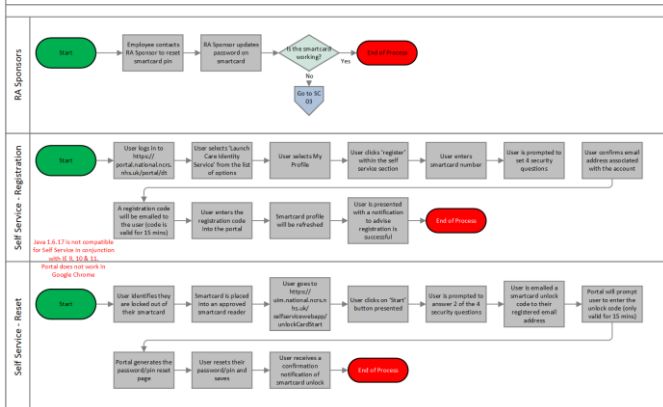 RA Sponsors
Start
Employee contacts
RA Sponsor to reset
smartcard pin
RA Sponsor updates
password on
smartcard
Is the smartcard
working?
Yes
End of Process
No
Go to SC
03
Self Service - Registration
Start
User logs in to
https://
portal.national.ncrs.
nhs.uk/portal/dt
User selects 'Launch
Care Identity
Service' from the list
of options
User selects My
Profile
User clicks 'register'
within the self
service section
User enters
smartcard number
User is prompted to
set 4 security
questions
User confirms email
address associated
with the account
A registration code
will be emailed to
the user (code is
valid for 15 mins)
User enters the
registration code
into the portal
Smartcard profile
will be refreshed
User is presented
with a notification
to advise
registration is
successful
End of Process
Java 1.6.17 is not compatible
for Self Service in conjunction
with IE 9, 10 & 11.
Portal does not work in
Google Chrome
Self Service - Reset
Start
User identifies they
are locked out of
their smartcard
Smartcard is placed
into an approved
smartcard reader
User goes to
https://
uim.national.ncrs.n
hs.uk/
selfservicewebapp/
unlockCardStart
User clicks on 'Start'
button presented
User is prompted to
answer 2 of the 4
security questions
User is emailed a
smartcard unlock
code to their
registered email
address
Portal will prompt
user to enter the
unlock code (only
valid for 15 mins)
Portal generates the
password/pin reset
page
User resets their
password/pin and
saves
User receives a
confirmation
notification of
smartcard unlock
End of Process